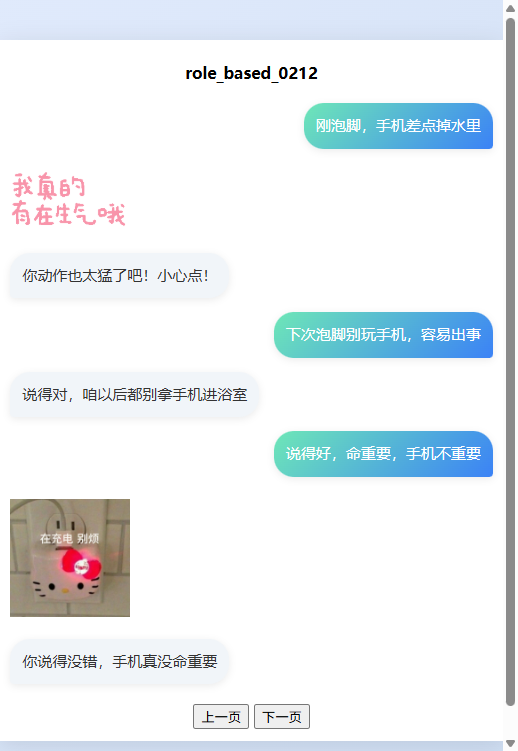 role_based_0212
刚泡脚，手机差点掉水里
我真的
有在生气哦
你动作也太猛了吧！小心点！
下次泡脚别玩手机，容易出事
说得对，咱以后都别拿手机进浴室
说得好，命重要，手机不重要
在充电 别烦
你说得没错，手机真没命重要
上一页 下一页